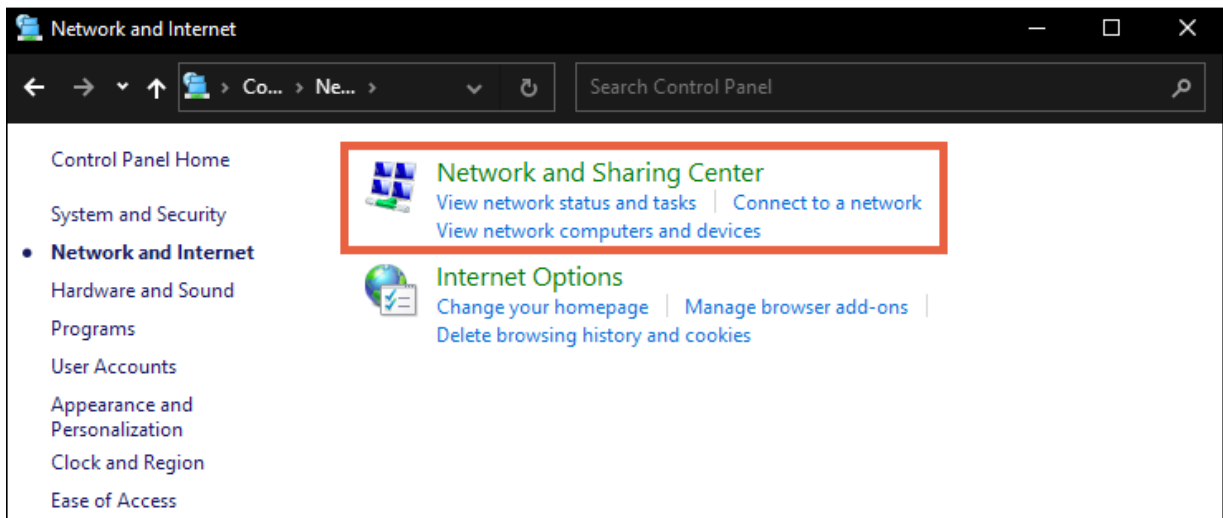 Network and Internet
Co... > Ne... >
Search Control Panel
Control Panel Home
System and Security
Network and Internet
Hardware and Sound
Programs
User Accounts
Appearance and
Personalization
Clock and Region
Ease of Access
Network and Sharing Center
View network status and tasks | Connect to a network
View network computers and devices
Internet Options
Change your homepage | Manage browser add-ons |
Delete browsing history and cookies